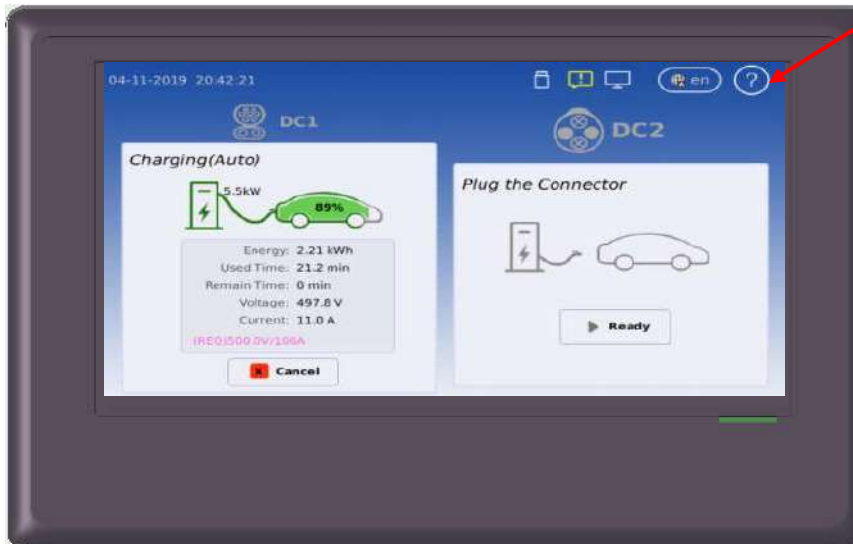 04-11-2019 20:42:21
en
?
DC1
DC2
Charging(Auto)
5.5kW
89%
Energy: 2.21 kWh
Used Time: 21.2 min
Remain Time: 0 min
Voltage: 497.8 V
Current: 11.0 A
(REQ)500.0V/100A
Cancel
Plug the Connector
Ready